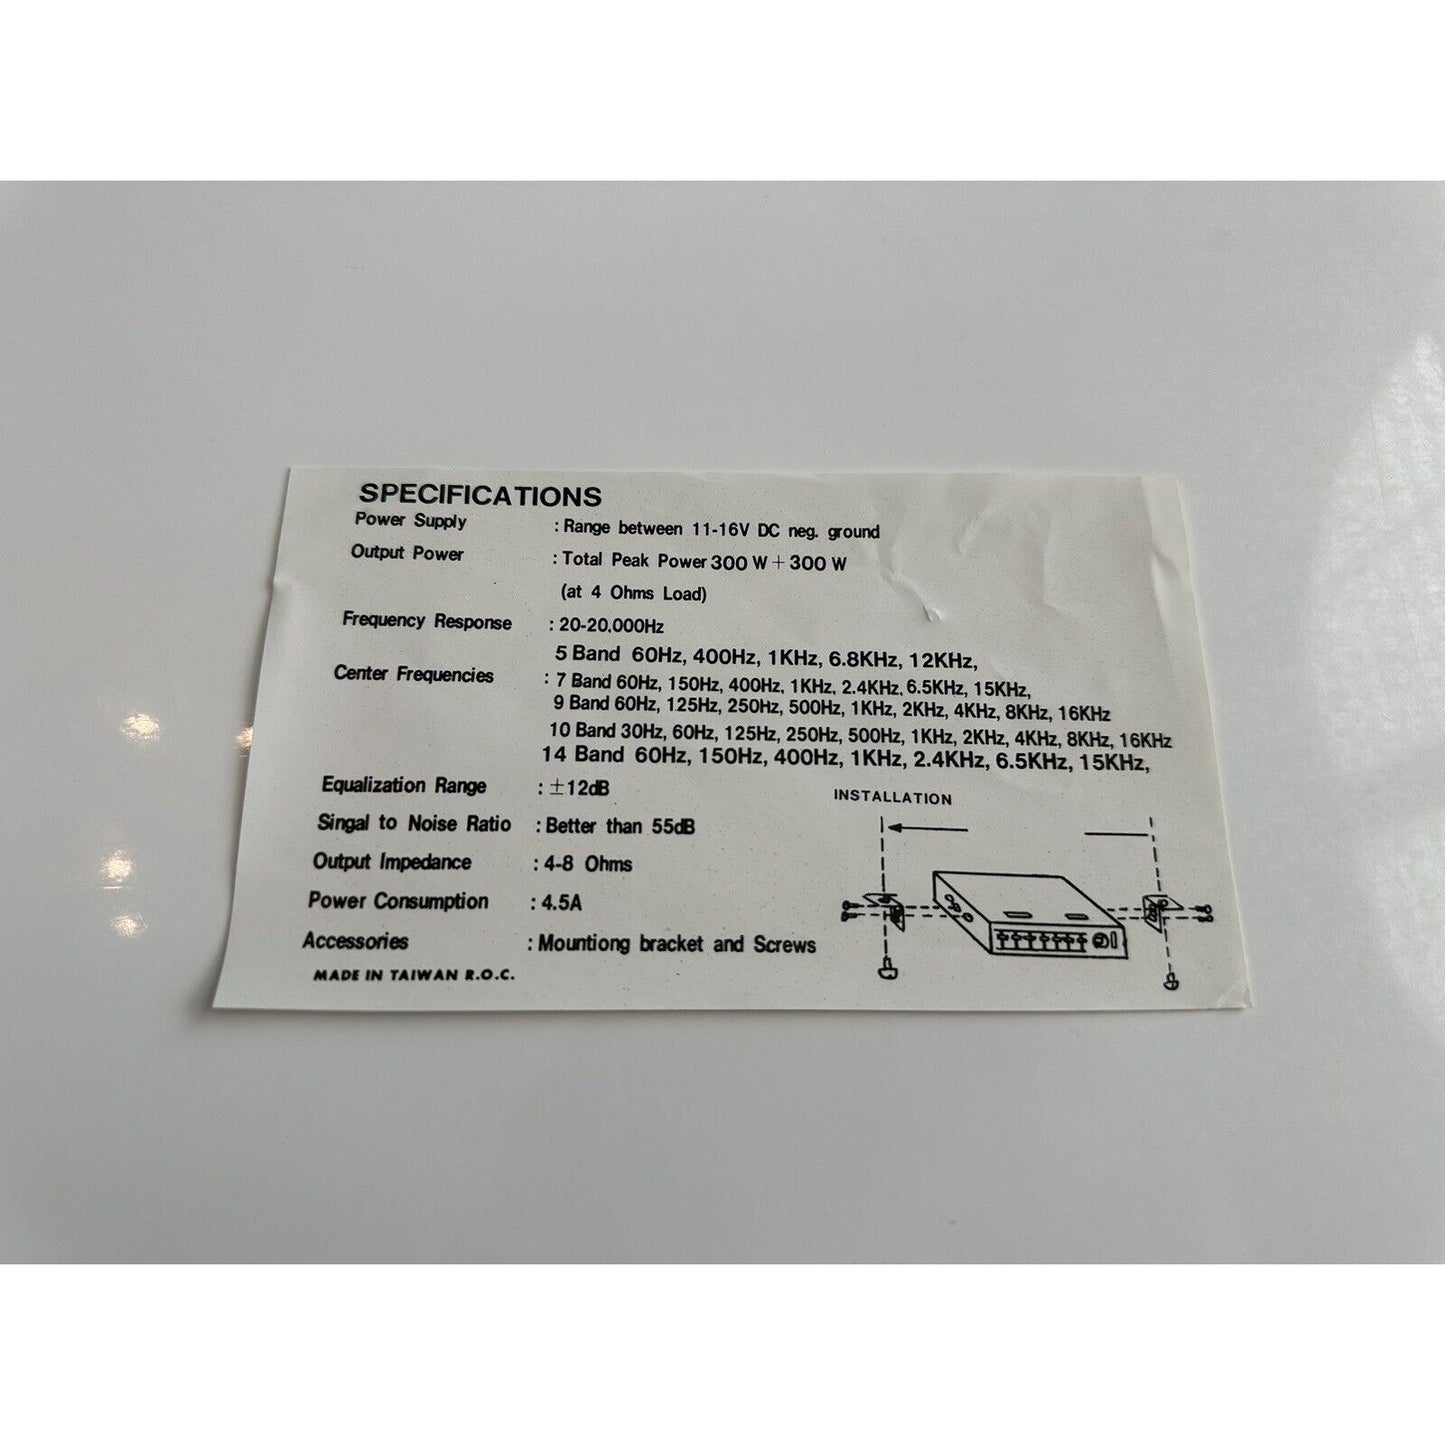 SPECIFICATIONS
Power Supply : Range between 11-16V DC neg. ground
Output Power : Total Peak Power 300 W + 300 W
(at 4 Ohms Load)
Frequency Response : 20-20.000Hz
5 Band 60Hz, 400Hz, 1KHz, 6.8KHz, 12KHz,
Center Frequencies : 7 Band 60Hz, 150Hz, 400Hz, 1KHz, 2.4KHz, 6.5KHz, 15KHz,
9 Band 60Hz, 125Hz, 250Hz, 500Hz, 1KHz, 2KHz, 4KHz, 8KHz, 16KHz
10 Band 30Hz, 60Hz, 125Hz, 250Hz, 500Hz, 1KHz, 2KHz, 4KHz, 8KHz, 16KHz
14 Band 60Hz, 150Hz, 400Hz, 1KHz, 2.4KHz, 6.5KHz, 15KHz,
Equalization Range : ±12dB
Singal to Noise Ratio : Better than 55dB
Output Impedance : 4-8 Ohms
Power Consumption : 4.5A
Accessories : Mountiong bracket and Screws
MADE IN TAIWAN R.O.C.
INSTALLATION